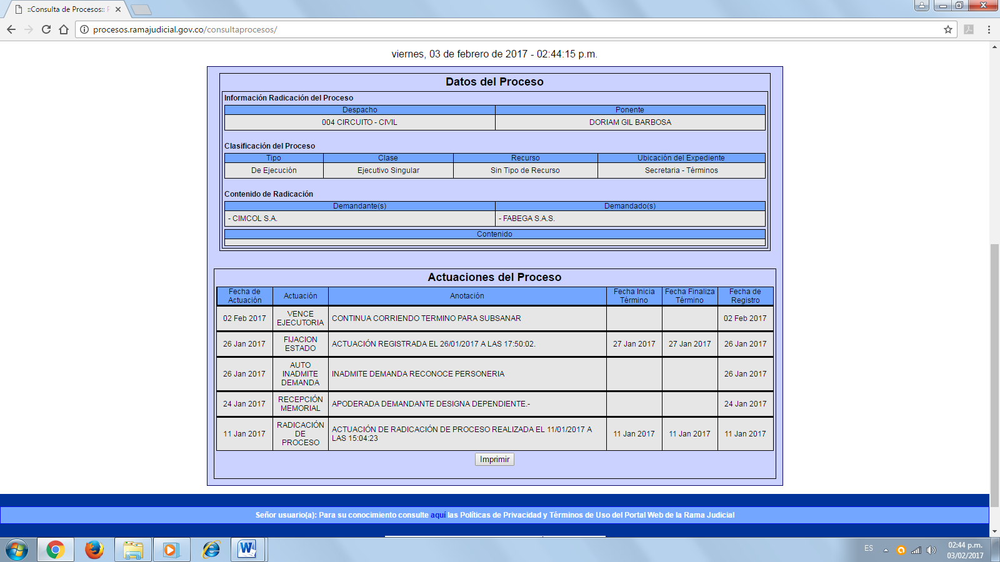 ::Consulta de Procesos::
procesos.ramajudicial.gov.co/consultaprocesos/
viernes, 03 de febrero de 2017 - 02:44:15 p.m.
Datos del Proceso
Información Radicación del Proceso
Despacho Ponente
004 CIRCUITO - CIVIL DORIAM GIL BARBOSA
Clasificación del Proceso
Tipo Clase Recurso Ubicación del Expediente
De Ejecución Ejecutivo Singular Sin Tipo de Recurso Secretaria - Términos
Contenido de Radicación
Demandante(s) Demandado(s)
- CIMCOL S.A. - FABEGA S.A.S.
Contenido
Actuaciones del Proceso
Fecha de Actuación Actuación Anotación Fecha Inicia Término Fecha Finaliza Término Fecha de Registro
02 Feb 2017 VENCE EJECUTORIA CONTINUA CORRIENDO TERMINO PARA SUBSANAR 02 Feb 2017
26 Jan 2017 FIJACION ESTADO ACTUACIÓN REGISTRADA EL 26/01/2017 A LAS 17:50:02. 27 Jan 2017 27 Jan 2017 26 Jan 2017
26 Jan 2017 AUTO INADMITE DEMANDA INADMITE DEMANDA RECONOCE PERSONERIA 26 Jan 2017
24 Jan 2017 RECEPCIÓN MEMORIAL APODERADA DEMANDANTE DESIGNA DEPENDIENTE.- 24 Jan 2017
11 Jan 2017 RADICACIÓN DE PROCESO ACTUACIÓN DE RADICACIÓN DE PROCESO REALIZADA EL 11/01/2017 A LAS 15:04:23 11 Jan 2017 11 Jan 2017 11 Jan 2017
Imprimir
Señor usuario(a): Para su conocimiento consulte aquí las Políticas de Privacidad y Términos de Uso del Portal Web de la Rama Judicial
ES
02:44 p.m.
03/02/2017